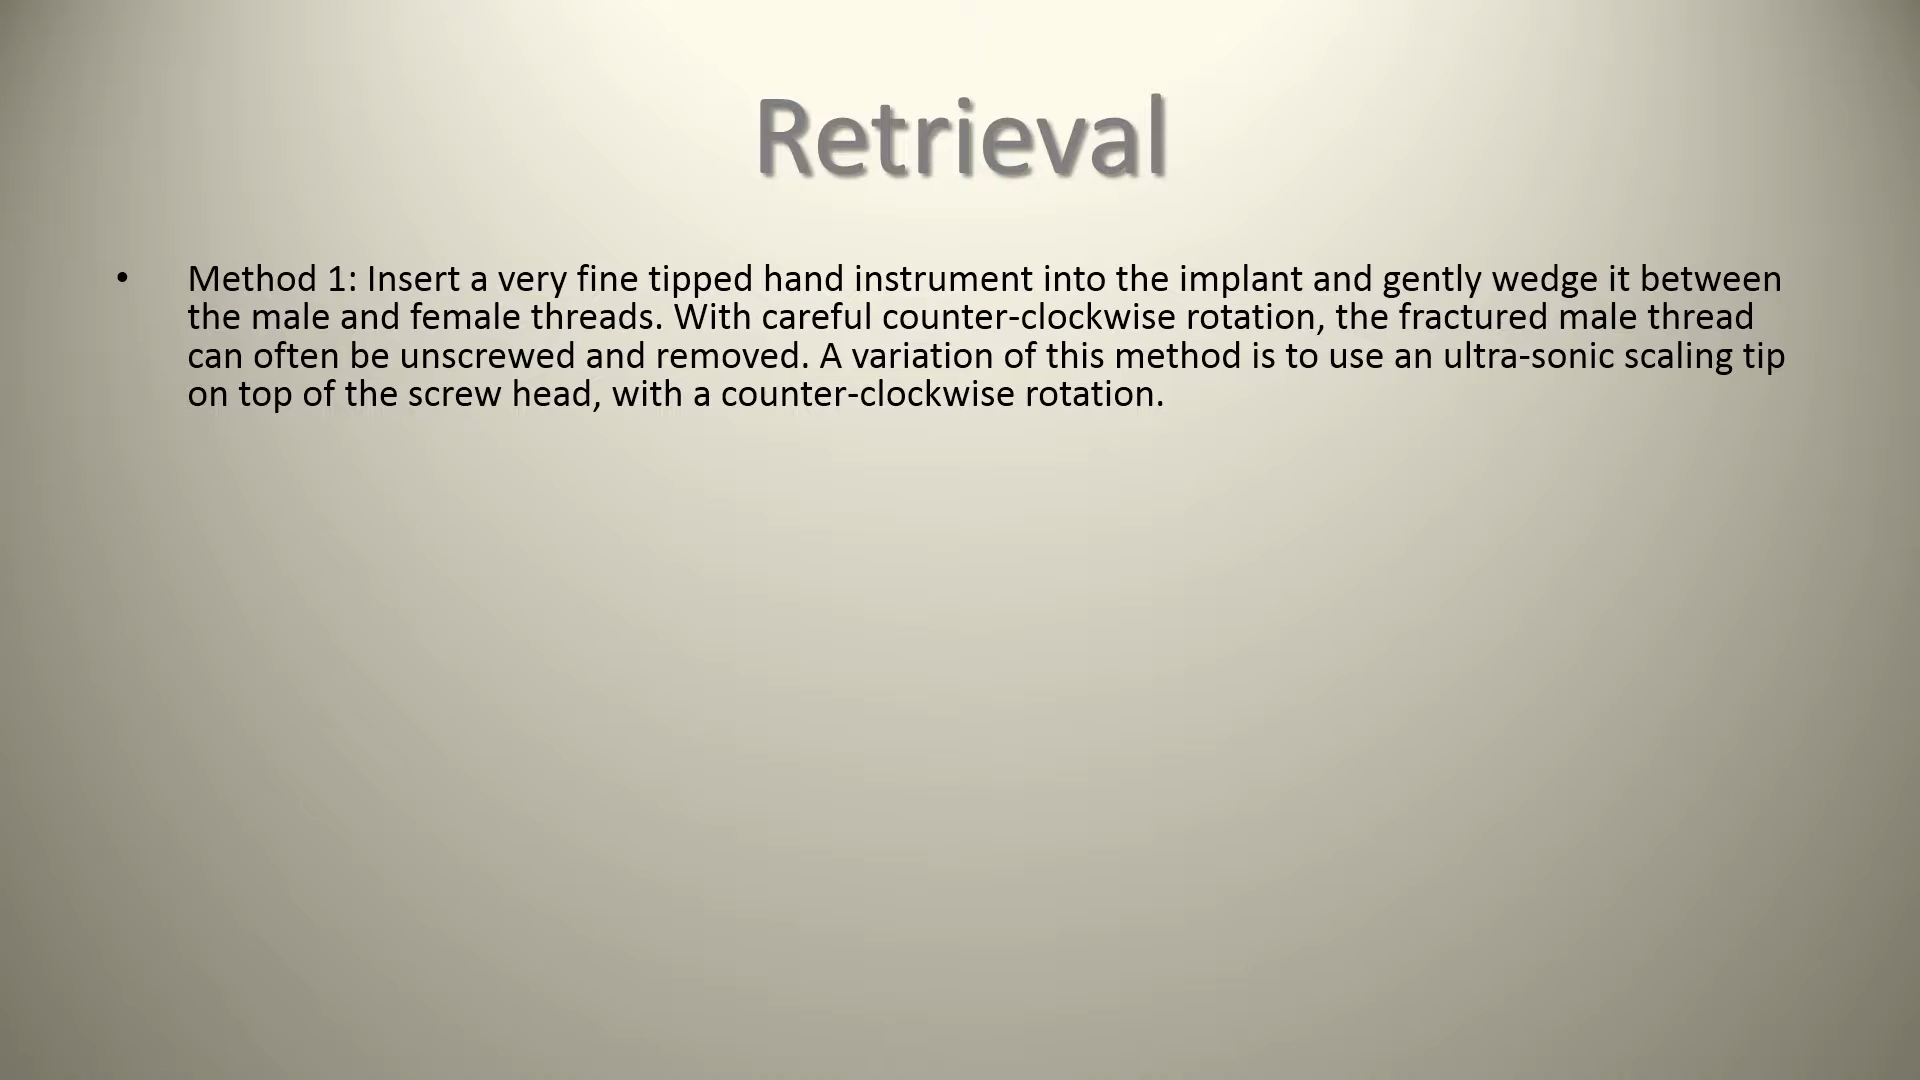 Retrieval
• Method 1: Insert a very fine tipped hand instrument into the implant and gently wedge it between
the male and female threads. With careful counter-clockwise rotation, the fractured male thread
can often be unscrewed and removed. A variation of this method is to use an ultra-sonic scaling tip
on top of the screw head, with a counter-clockwise rotation.